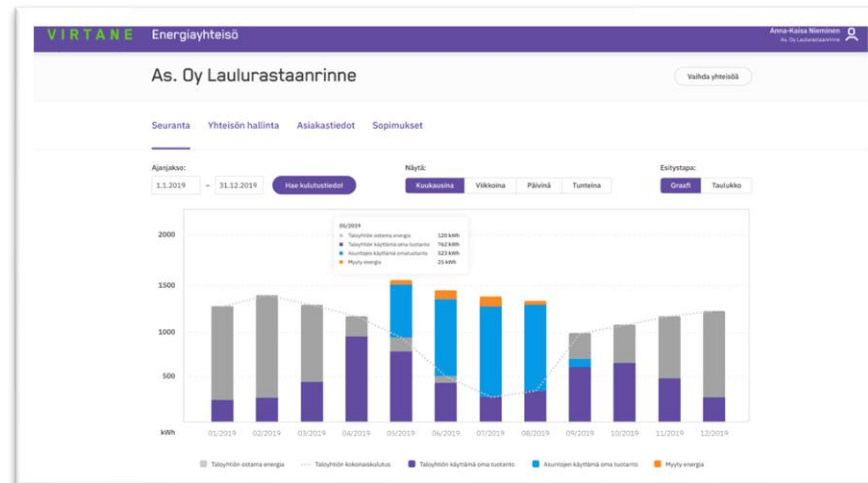 VIRTANE Energiayhteisö
Anna-Kaisa Nieminen
As. Oy Laulurastaanrinne
As. Oy Laulurastaanrinne
Vaihda yhteisöä
Seuranta Yhteisön hallinta Asiakastiedot Sopimukset
Ajanjakso: Näytä: Esitystapa:
1.1.2019 – 31.12.2019 Hae kulutustiedot Kuukausina Viikkoina Päivinä Tunteina Graafi Taulukko
05/2019
Taloyhtiön ostama energia 120 kWh
Taloyhtiön käyttämä oma tuotanto 762 kWh
Asuntojen käyttämä omatuotanto 523 kWh
Myyty energia 25 kWh
2000
1500
1000
500
kWh 01/2019 02/2019 03/2019 04/2019 05/2019 06/2019 07/2019 08/2019 09/2019 10/2019 11/2019 12/2019
Taloyhtiön ostama energia Taloyhtiön kokonaiskulutus Taloyhtiön käyttämä oma tuotanto Asuntojen käyttämä oma tuotanto Myyty energia